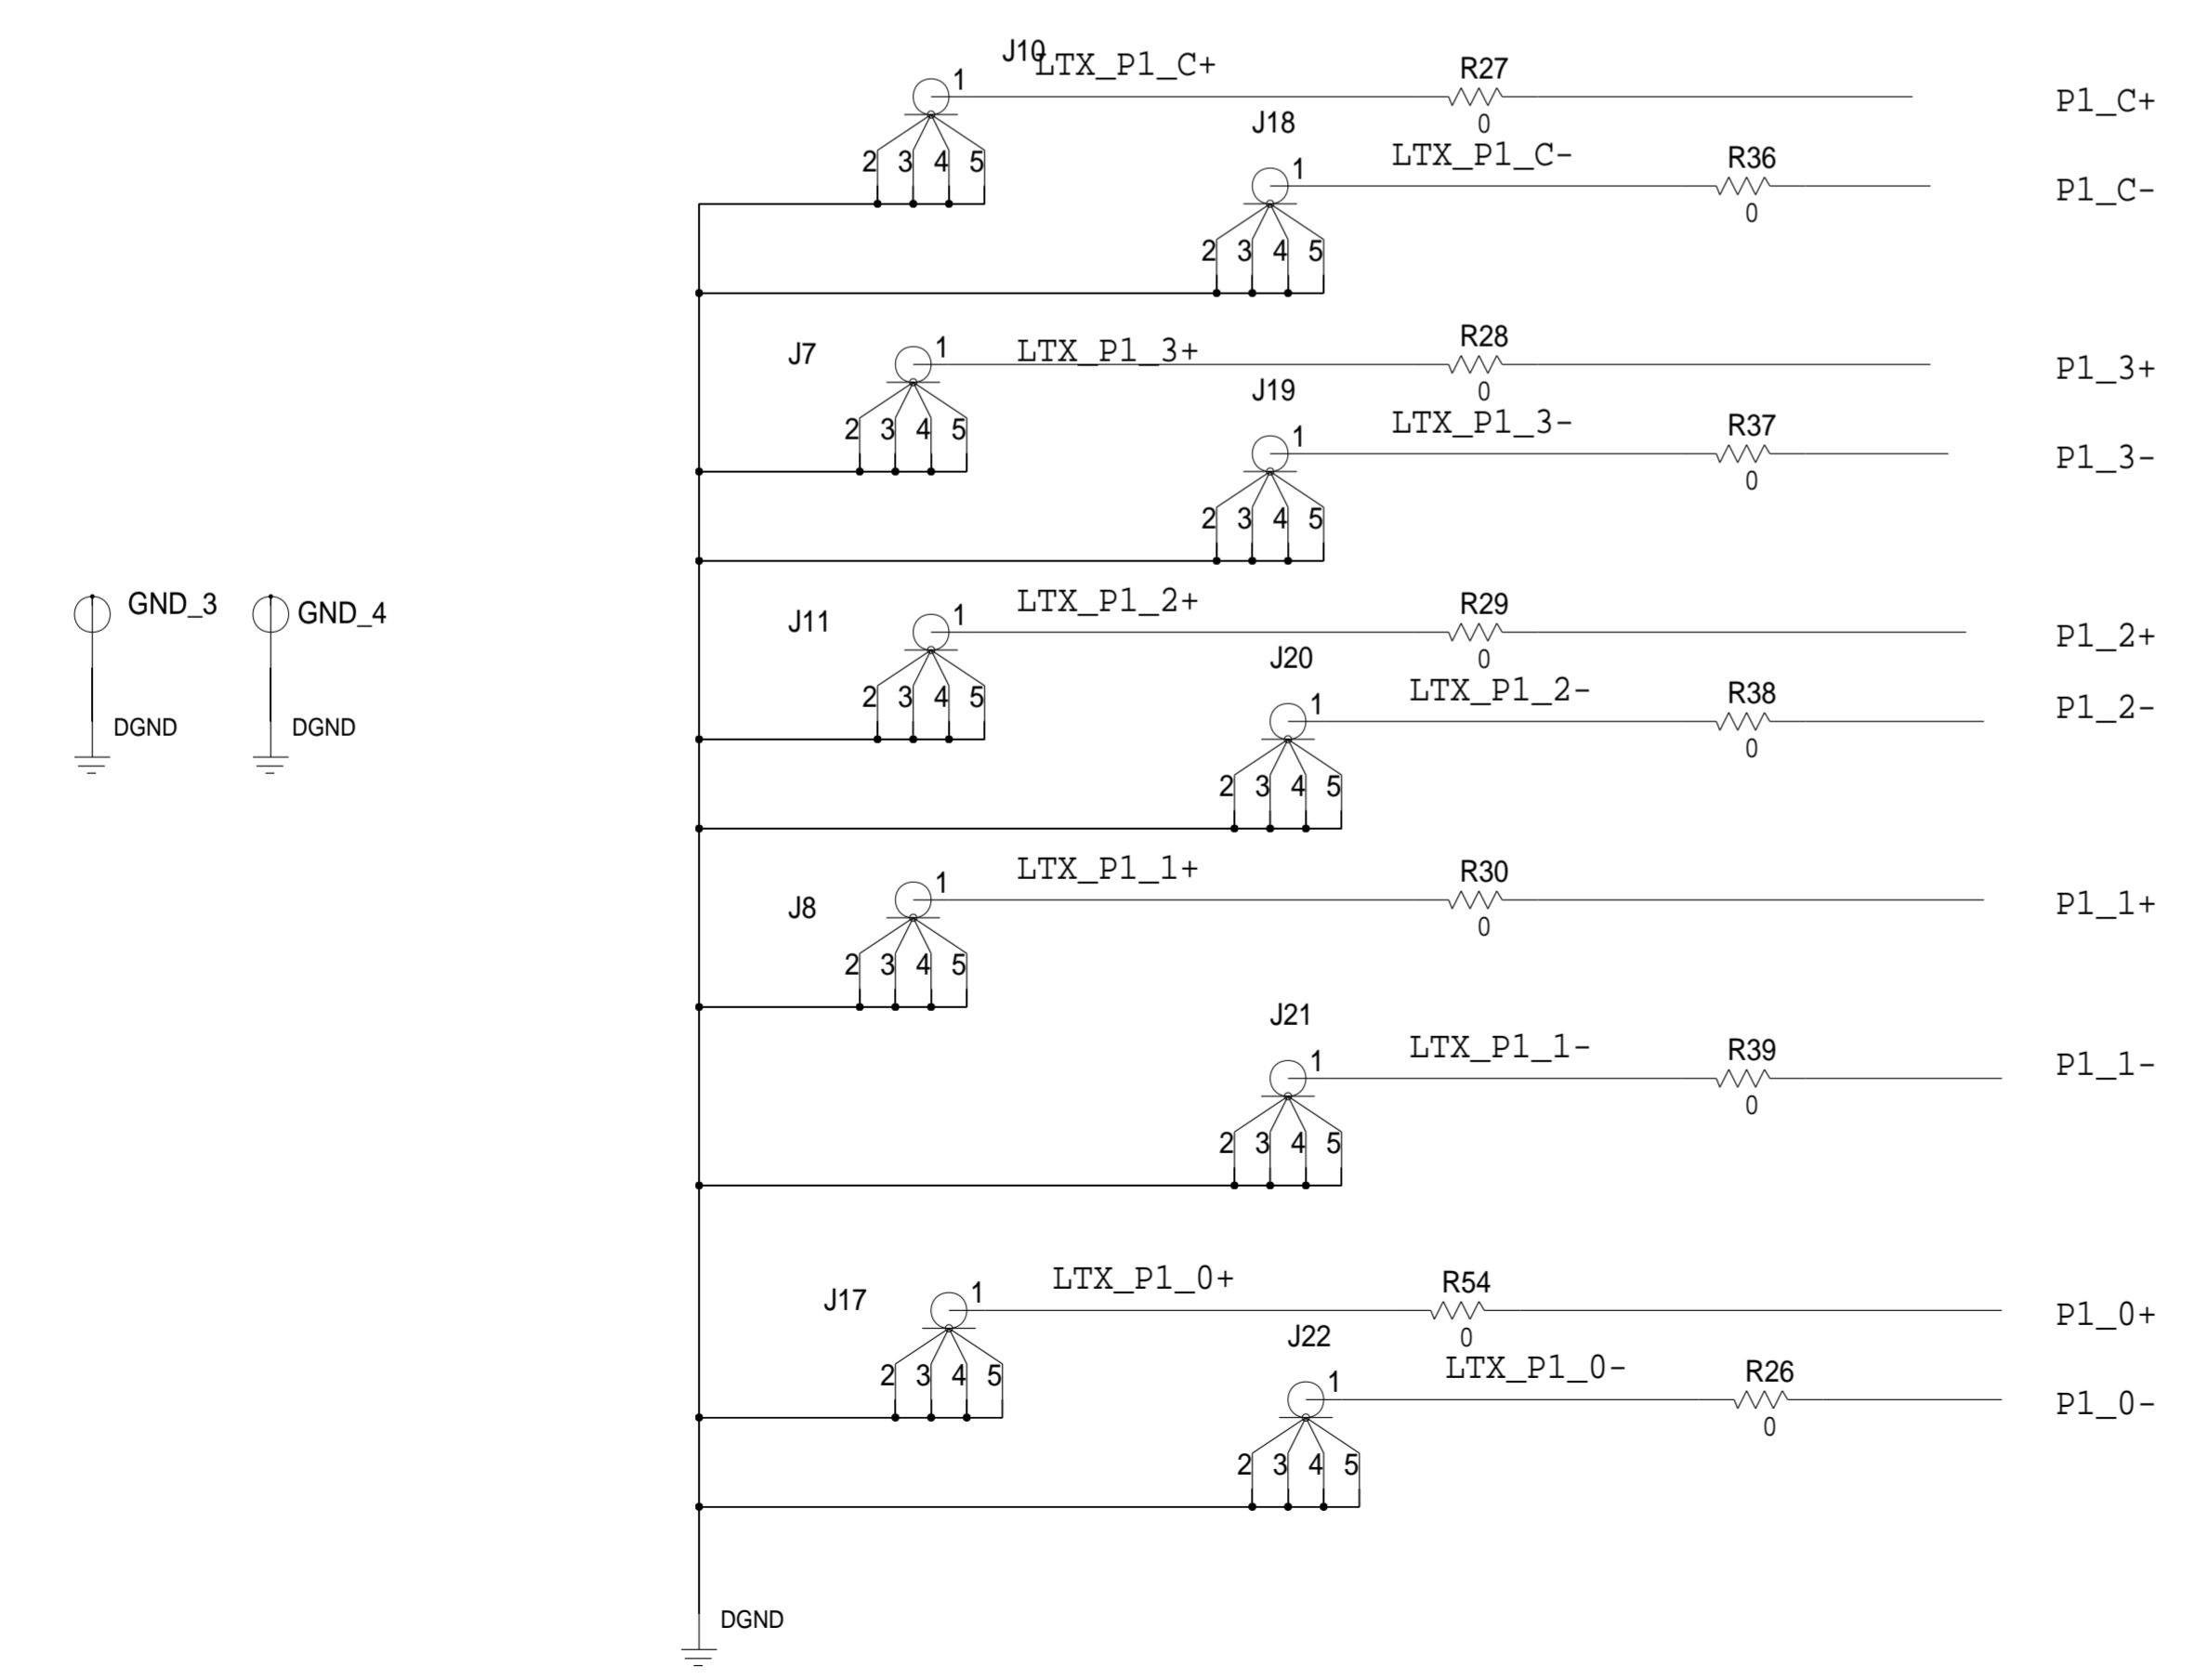 J10
LTX_P1_C+
R27
1
P1_C+
0
J18
2 3 4 5
LTX_P1_C-
R36
1
P1_C-
0
2 3 4 5
R28
J7
1
LTX_P1_3+
P1_3+
0
J19
LTX_P1_3-
R37
2 3 4 5
1
P1_3-
0
2 3 4 5
GND_3
GND_4
LTX_P1_2+
R29
J11
1
P1_2+
0
J20
LTX_P1_2-
R38
2 3 4 5
1
P1_2-
DGND
DGND
0
2 3 4 5
LTX_P1_1+
R30
1
J8
P1_1+
0
2 3 4 5
J21
LTX_P1_1-
R39
1
P1_1-
0
2 3 4 5
LTX_P1_0+
R54
J17
1
P1_0+
0
J22
LTX_P1_0-
R26
2 3 4 5
1
P1_0-
0
2 3 4 5
DGND